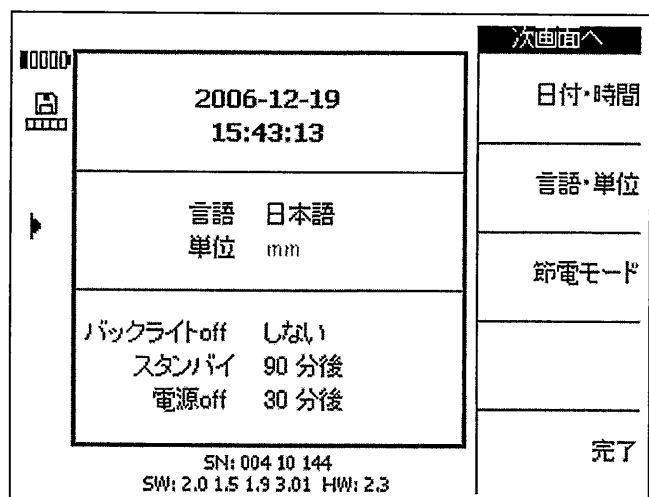 次画面へ
2006-12-19
15:43:13
日付・時間
言語 日本語
単位 mm
言語・単位
バックライトoff しない
スタンバイ 90 分後
電源off 30 分後
節電モード
完了
SN: 004 10 144
SW: 2.0 1.5 1.9 3.01 HW: 2.3